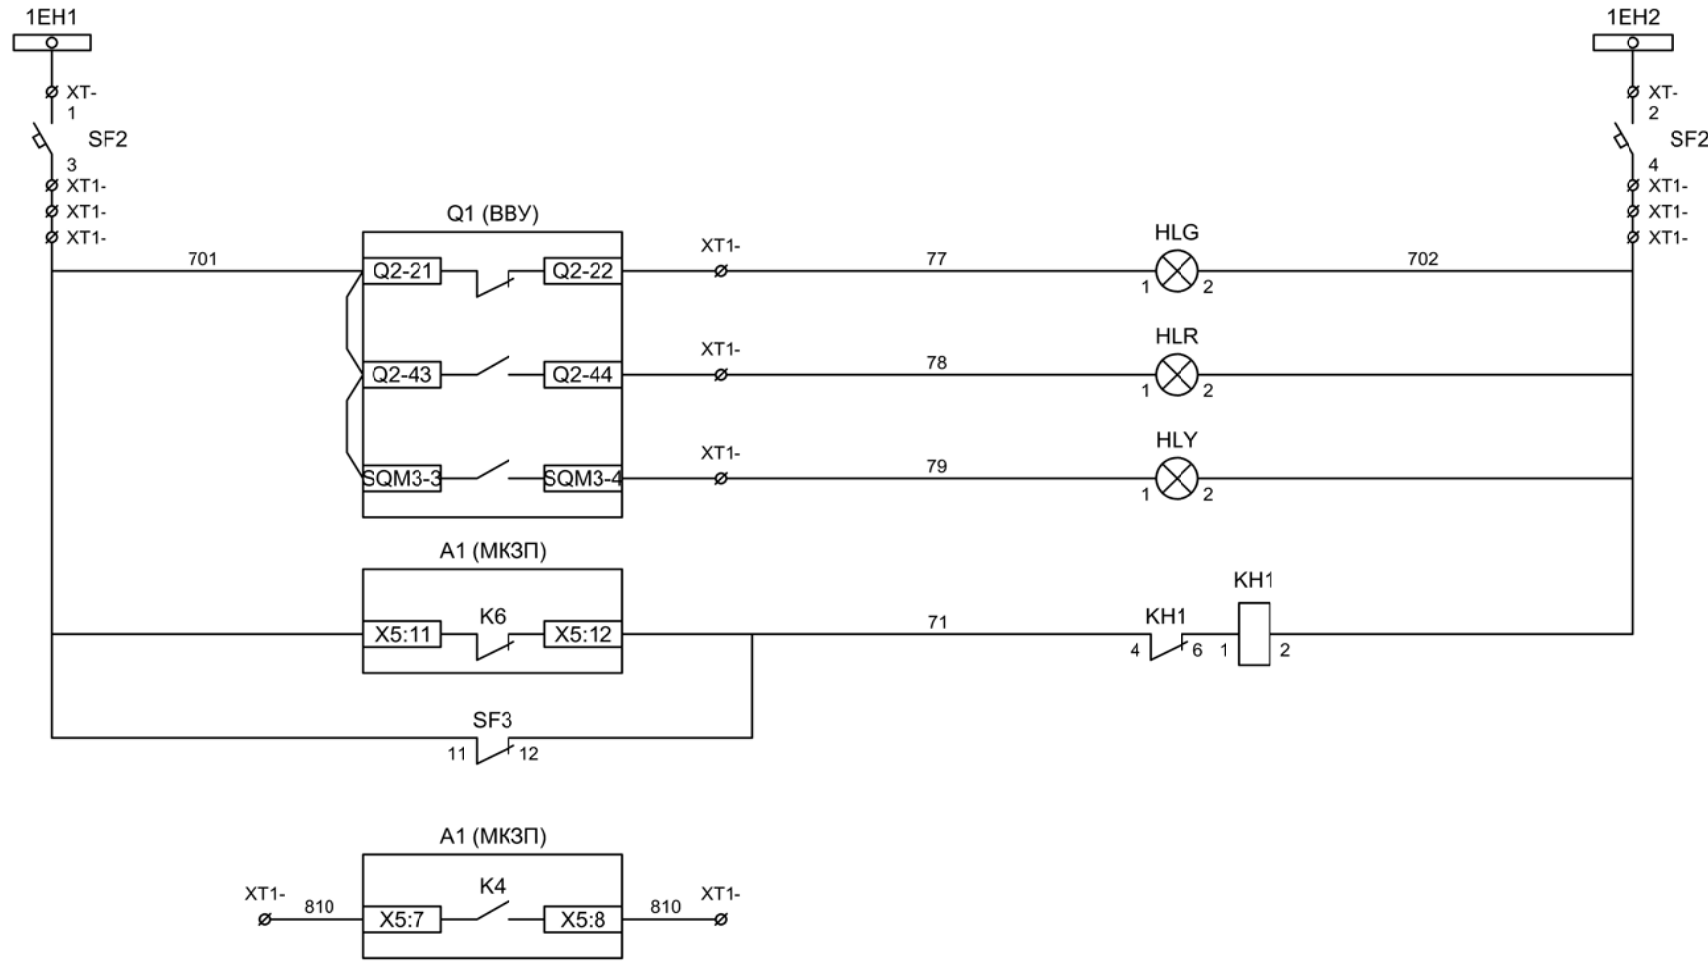 1EH1
1EH2
XT-
XT-
1
2
SF2
SF2
3
4
XT1-
XT1-
XT1-
XT1-
XT1-
XT1-
Q1 (ВВУ)
701
Q2-21
Q2-22
XT1-
77
HLG
1
2
702
Q2-43
Q2-44
XT1-
78
HLR
1
2
SQM3-3
SQM3-4
XT1-
79
HLY
1
2
A1 (МКЗП)
K6
X5:11
X5:12
71
KH1
4
6
KH1
1
2
SF3
11
12
A1 (МКЗП)
XT1-
810
K4
X5:7
X5:8
810
XT1-